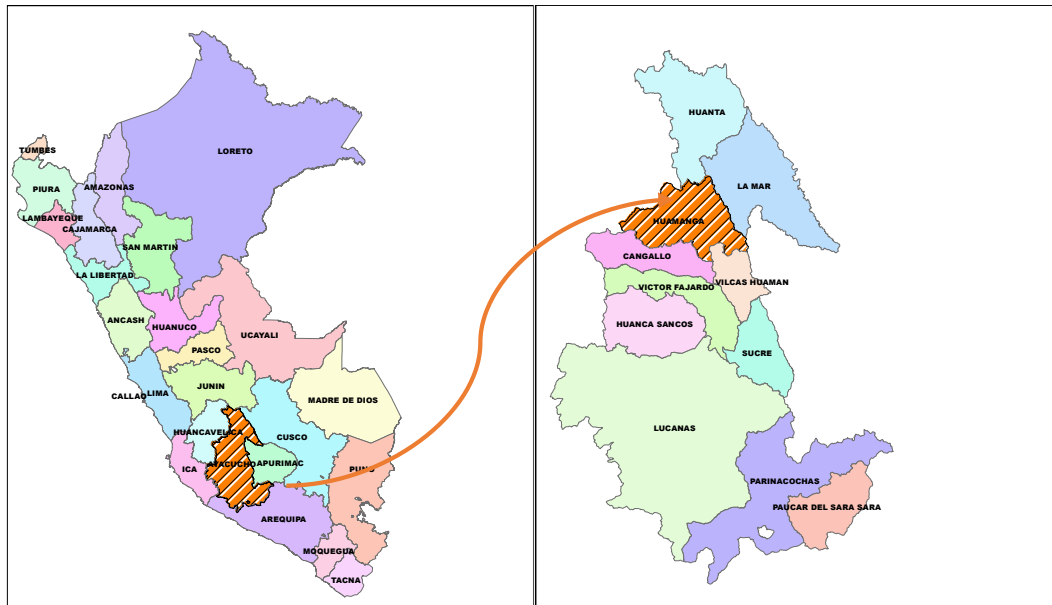 LORETO
TUMBES
PIURA
AMAZONAS
LAMBAYEQUE
CAJAMARCA
SAN MARTIN
LA LIBERTAD
ANCASH
HUANUCO
UCAYALI
PASCO
JUNIN
CALLAO
LIMA
MADRE DE DIOS
HUANCAVELICA
CUSCO
AYACUCHO
APURIMAC
ICA
PUNO
AREQUIPA
MOQUEGUA
TACNA
HUANTA
LA MAR
HUAMANGA
CANGALLO
VILCAS HUAMAN
VICTOR FAJARDO
HUANCA SANCOS
SUCRE
LUCANAS
PARINACOCHAS
PAUCAR DEL SARA SARA